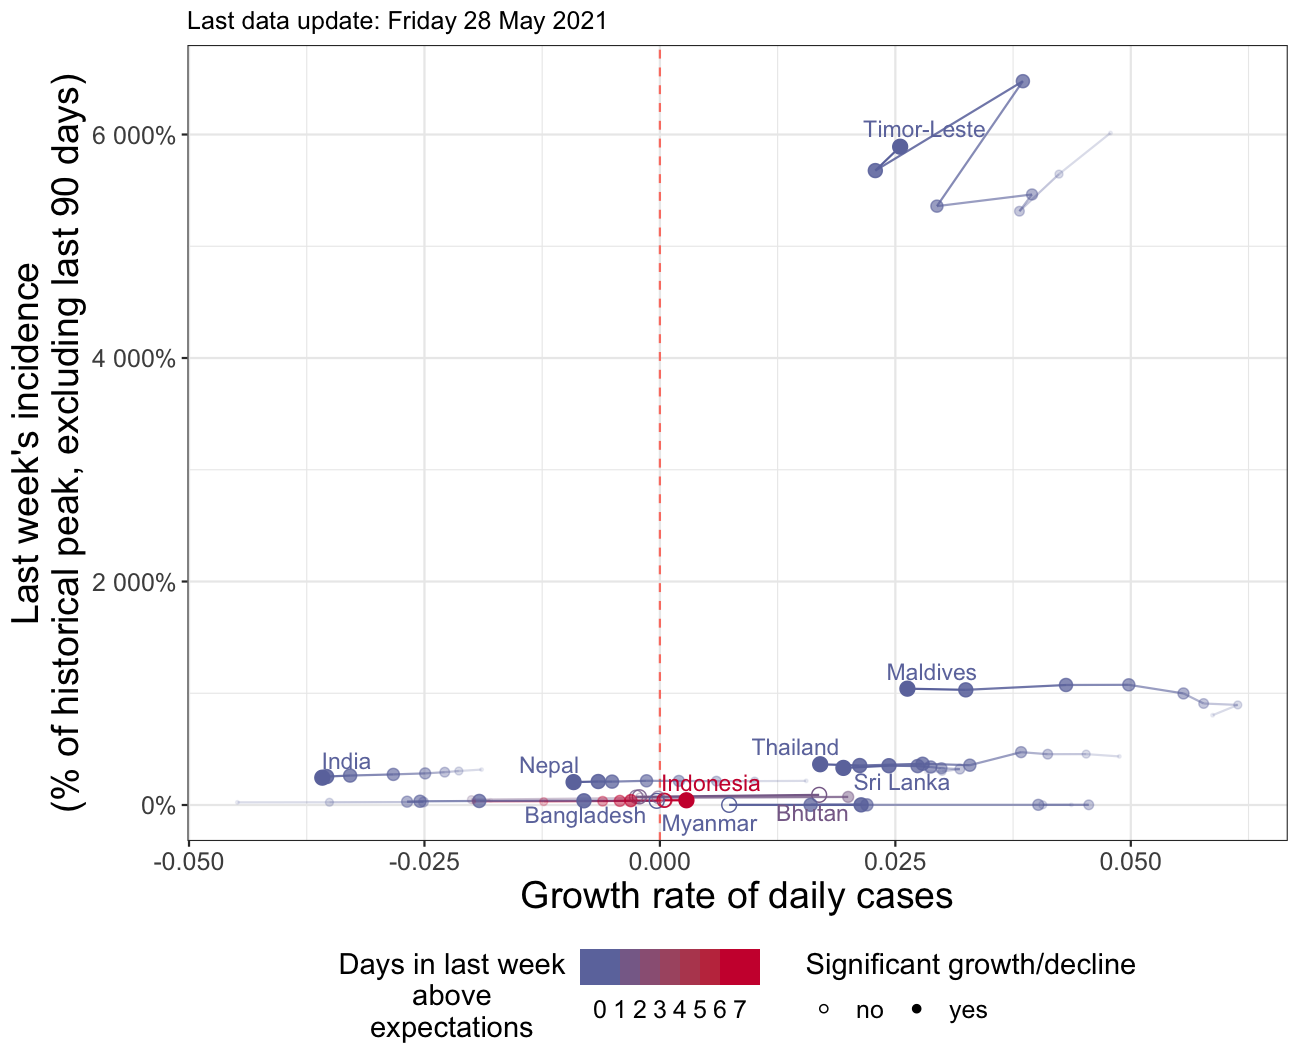 Last data update: Friday 28 May 2021
Last week's incidence
(% of historical peak, excluding last 90 days)
6 000%
4 000%
2 000%
0%
Timor-Leste
Maldives
Thailand
India
Nepal
Sri Lanka
Indonesia
Bangladesh
Myanmar
Bhutan
-0.050
-0.025
0.000
0.025
0.050
Growth rate of daily cases
Days in last week
above
expectations
0 1 2 3 4 5 6 7
Significant growth/decline
no
yes